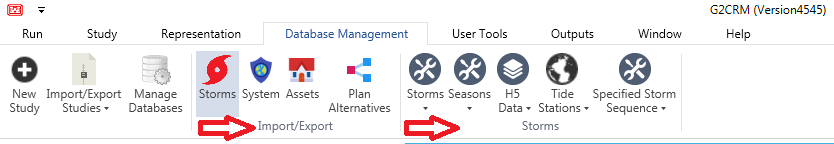 G2CRM (Version4545)
Run Study Representation Database Management User Tools Outputs Window Help
New Study
Import/Export Studies
Manage Databases
Storms
System
Assets
Plan Alternatives
Import/Export
Storms
Seasons
H5 Data
Tide Stations
Specified Storm Sequence
Storms